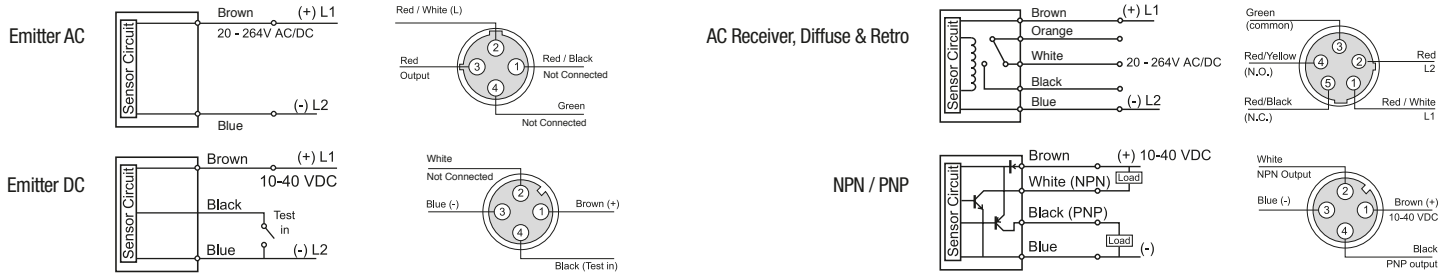 Emitter AC
Sensor Circuit
Brown
(+) L1
20 - 264V AC/DC
(-) L2
Blue
Red / White (L)
2
Red
Output
3
1
Red / Black
Not Connected
4
Green
Not Connected
AC Receiver, Diffuse & Retro
Sensor Circuit
Brown
(+) L1
Orange
White
20 - 264V AC/DC
Black
Blue
(-) L2
Green
(common)
3
Red/Yellow
(N.O.)
4
2
Red
L2
5
1
Red/Black
(N.C.)
Red / White
L1
Emitter DC
Sensor Circuit
Brown
(+) L1
10-40 VDC
Black
Test
in
Blue
(-) L2
White
Not Connected
2
Blue (-)
3
1
Brown (+)
4
Black (Test in)
NPN / PNP
Sensor Circuit
Brown
(+) 10-40 VDC
Load
White (NPN)
Black (PNP)
Load
Blue
(-)
White
NPN Output
2
Blue (-)
3
1
Brown (+)
10-40 VDC
4
Black
PNP output